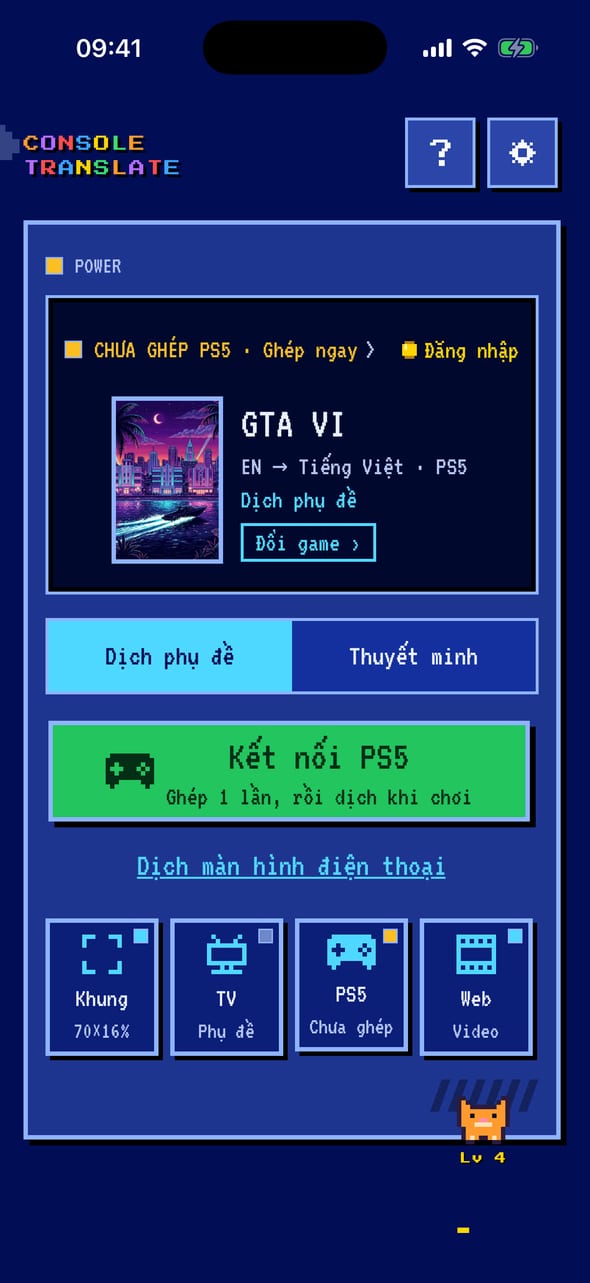 09:41
CONSOLE
TRANSLATE
?
POWER
CHƯA GHÉP PS5 · Ghép ngay 〉
Đăng nhập
GTA VI
EN → Tiếng Việt · PS5
Dịch phụ đề
Đổi game ›
Dịch phụ đề
Thuyết minh
Kết nối PS5
Ghép 1 lần, rồi dịch khi chơi
Dịch màn hình điện thoại
Khung
70×16%
TV
Phụ đề
PS5
Chưa ghép
Web
Video
Lv 4